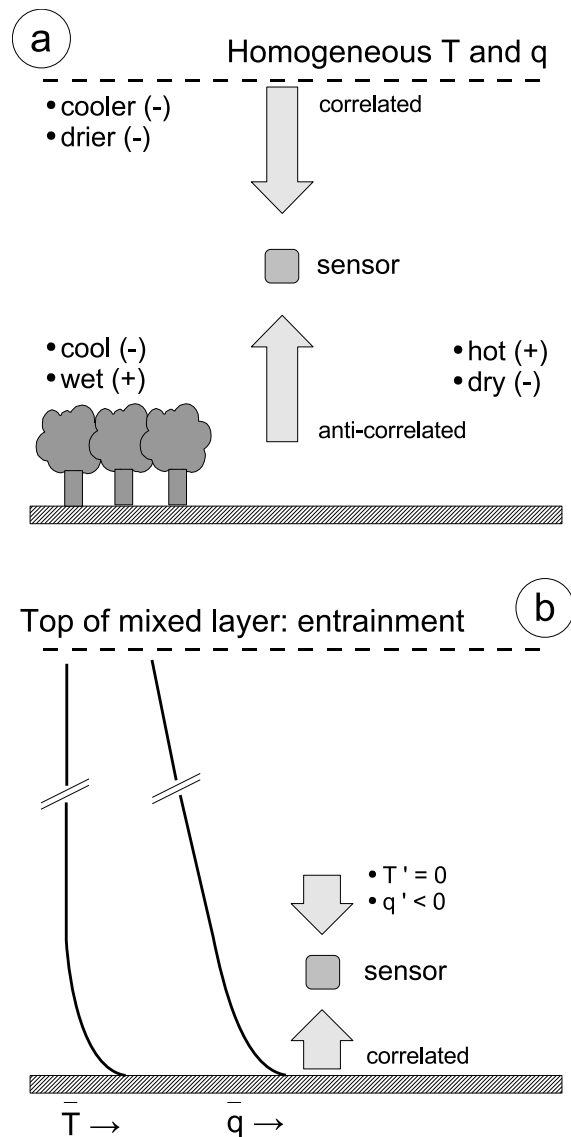 a
Homogeneous T and q
• cooler (-)
• drier (-)
correlated
sensor
• cool (-)
• wet (+)
• hot (+)
• dry (-)
anti-correlated
b
Top of mixed layer: entrainment
• T ' = 0
• q ' < 0
sensor
correlated
T̅ → q̅ →